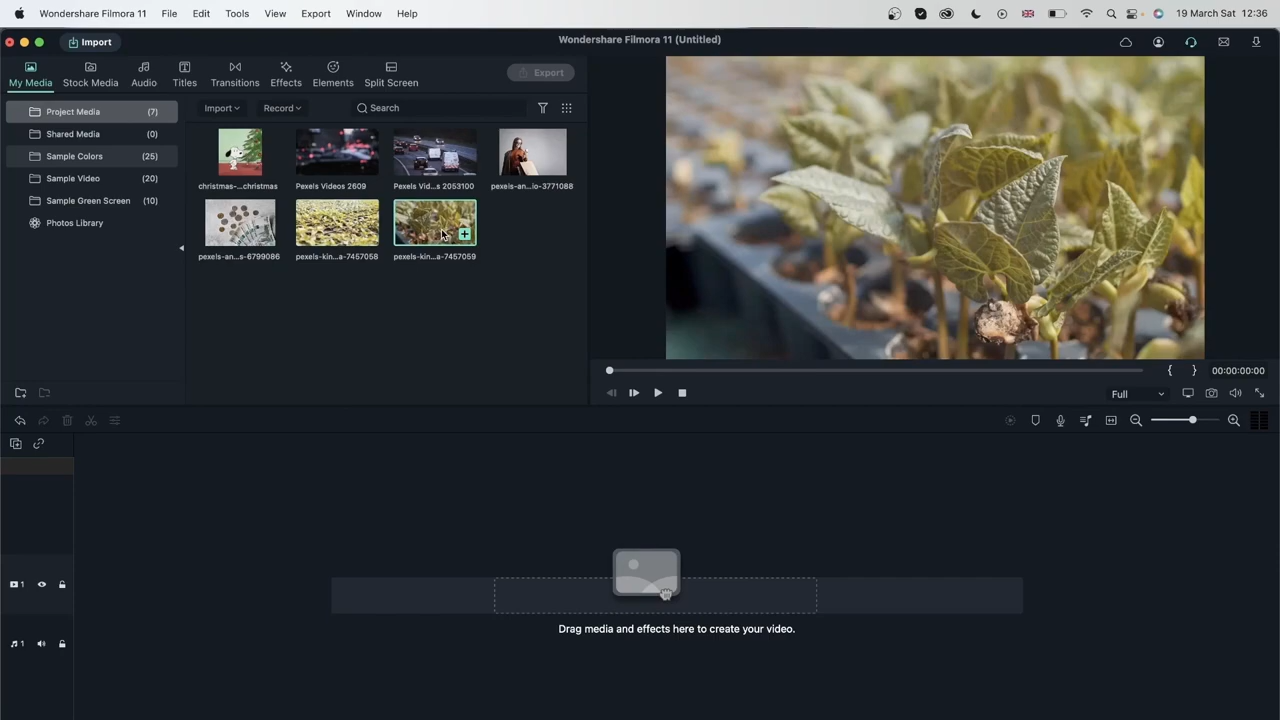 Wondershare Filmora 11 File Edit Tools View Export Window Help 19 March Sat 12:36
Import Wondershare Filmora 11 (Untitled)
My Media Stock Media Audio Titles Transitions Effects Elements Split Screen Export
Project Media (7) Import Record Search
Shared Media (0)
Sample Colors (25)
Sample Video (20)
Sample Green Screen (10)
Photos Library
christmas-...christmas Pexels Videos 2609 Pexels Vid...s 2053100 pexels-an...io-3771088
pexels-an...s-6799086 pexels-kin...a-7457058 pexels-kin...a-7457059
{ } 00:00:00:00
Full
1
Drag media and effects here to create your video.
1